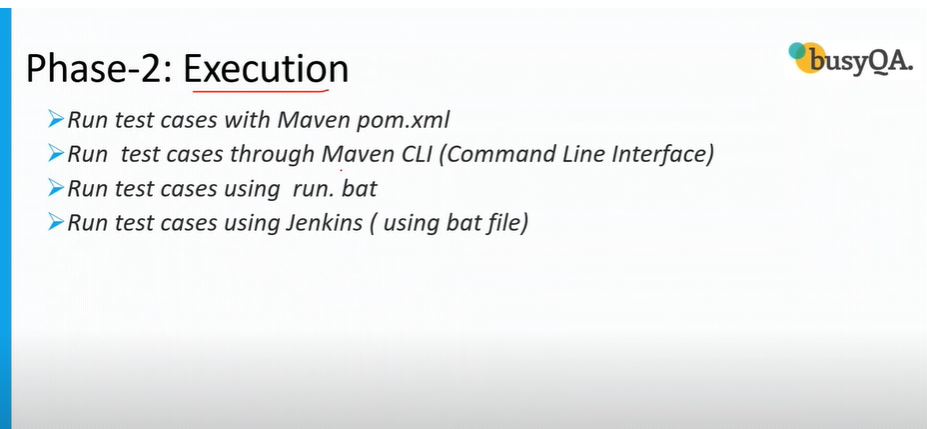 Phase-2: Execution
busyQA.
Run test cases with Maven pom.xml
Run test cases through Maven CLI (Command Line Interface)
Run test cases using run. bat
Run test cases using Jenkins ( using bat file)